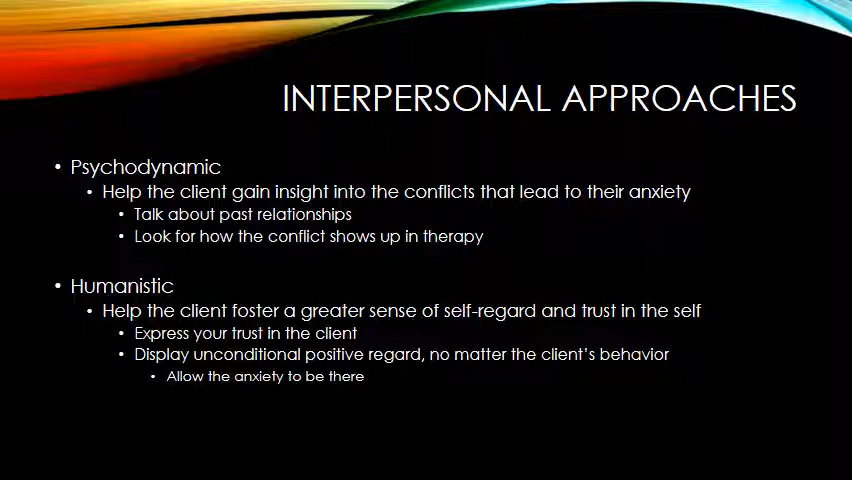 INTERPERSONAL APPROACHES
• Psychodynamic
• Help the client gain insight into the conflicts that lead to their anxiety
• Talk about past relationships
• Look for how the conflict shows up in therapy
• Humanistic
• Help the client foster a greater sense of self-regard and trust in the self
• Express your trust in the client
• Display unconditional positive regard, no matter the client's behavior
• Allow the anxiety to be there